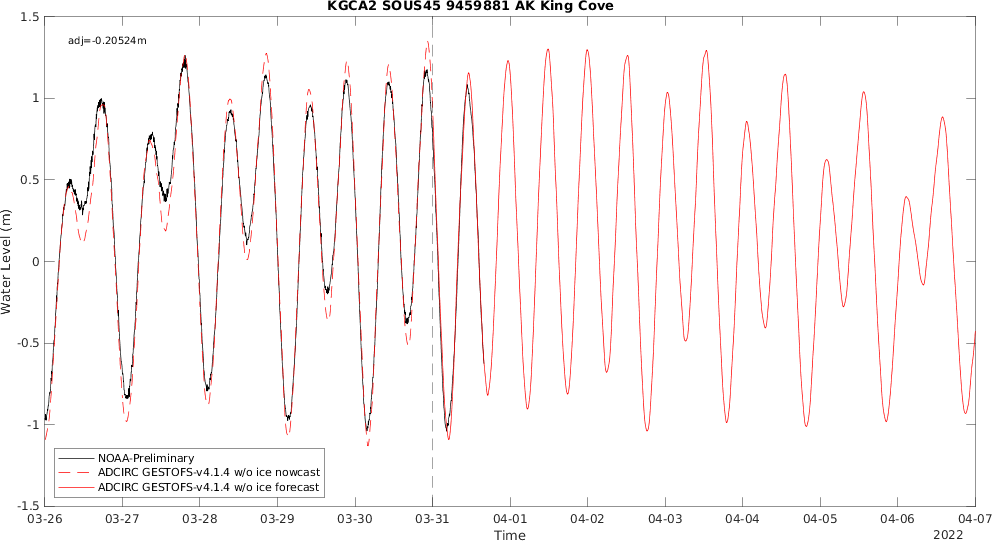 KGCA2 SOUS45 9459881 AK King Cove
adj=-0.20524m
1.5
1
0.5
0
-0.5
-1
-1.5
Water Level (m)
NOAA-Preliminary
ADCIRC GESTOFS-v4.1.4 w/o ice nowcast
ADCIRC GESTOFS-v4.1.4 w/o ice forecast
03-26 03-27 03-28 03-29 03-30 03-31 04-01 04-02 04-03 04-04 04-05 04-06 04-07
Time
2022